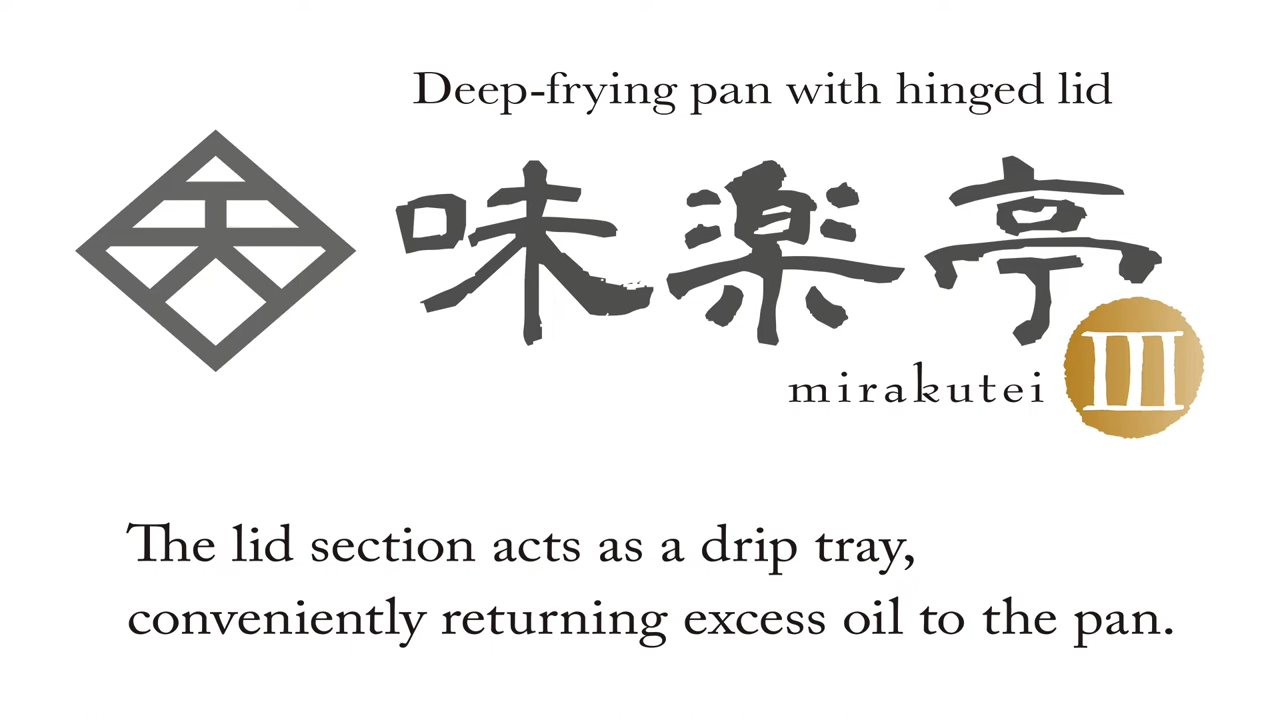 Deep-frying pan with hinged lid
味楽亭
mirakutei
III
The lid section acts as a drip tray,
conveniently returning excess oil to the pan.